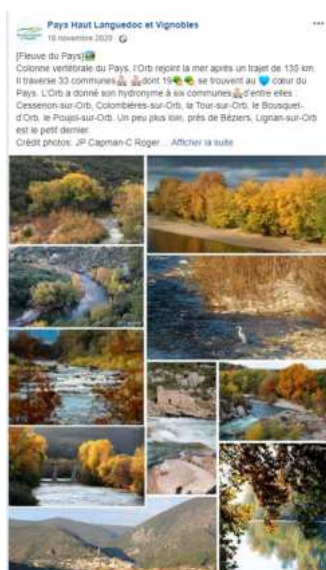 Pays Haut Languedoc et Vignobles
18 novembre 2020
[Fleuve du Pays]🏞️
Colonne vertébrale du Pays, l'Orb rejoint la mer après un trajet de 135 km.
Il traverse 33 communes dont 19 se trouvent au 💙 cœur du
Pays. L'Orb a donné son hydronyme à six communes d'entre elles :
Cessenon-sur-Orb, Colombières-sur-Orb, la Tour-sur-Orb, le Bousquet-
d'Orb, le Poujol-sur-Orb. Un peu plus loin, près de Béziers, Lignan-sur-Orb
est le petit dernier.
Crédit photos: JP Capman-C Roger... Afficher la suite